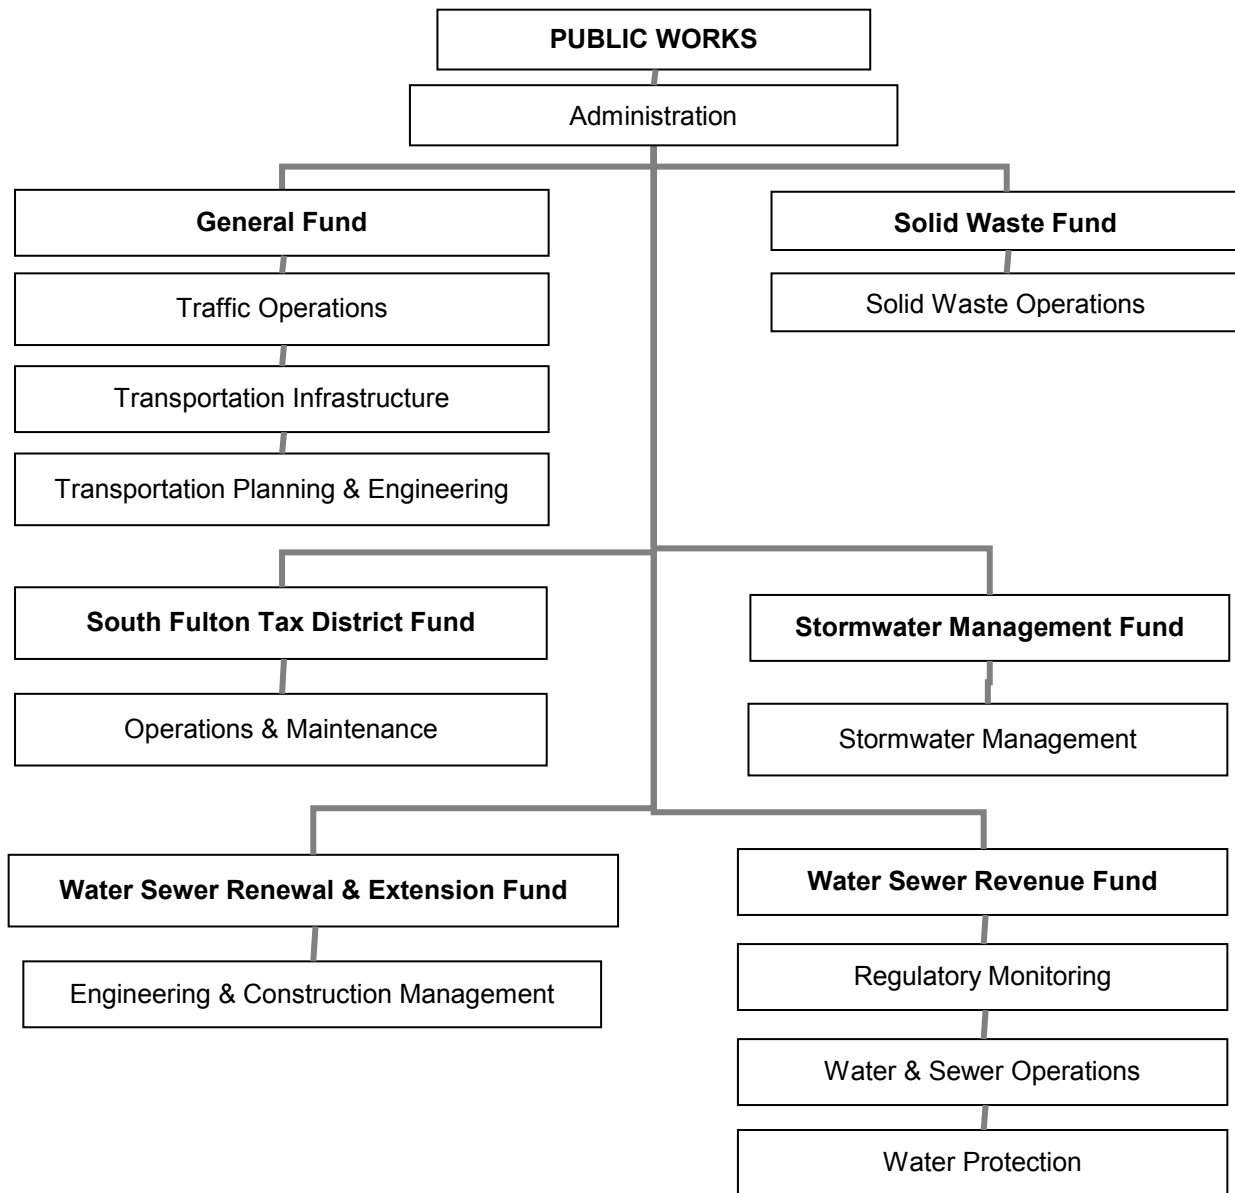 PUBLIC WORKS
Administration
General Fund
Traffic Operations
Transportation Infrastructure
Transportation Planning & Engineering
Solid Waste Fund
Solid Waste Operations
South Fulton Tax District Fund
Operations & Maintenance
Stormwater Management Fund
Stormwater Management
Water Sewer Renewal & Extension Fund
Engineering & Construction Management
Water Sewer Revenue Fund
Regulatory Monitoring
Water & Sewer Operations
Water Protection